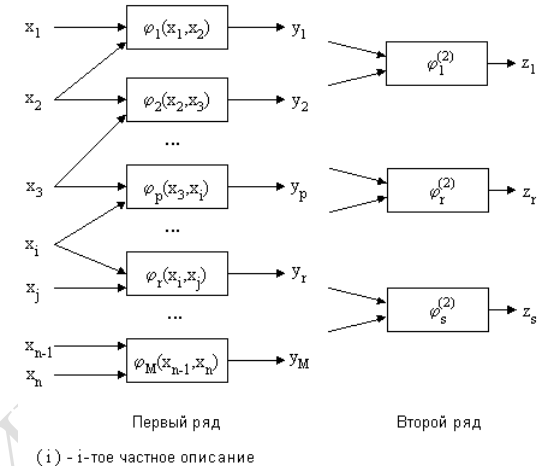 x₁ φ₁(x₁,x₂) y₁
φ₁⁽²⁾ z₁
x₂ φ₂(x₂,x₃) y₂
...
x₃ φₚ(x₃,xᵢ) yₚ
φᵣ⁽²⁾ zᵣ
...
xᵢ
φᵣ(xᵢ,xⱼ) yᵣ
xⱼ
φₛ⁽²⁾ zₛ
...
xₙ₋₁
φ_M(xₙ₋₁,xₙ) y_M
xₙ
Первый ряд Второй ряд
(i) - i-тое частное описание